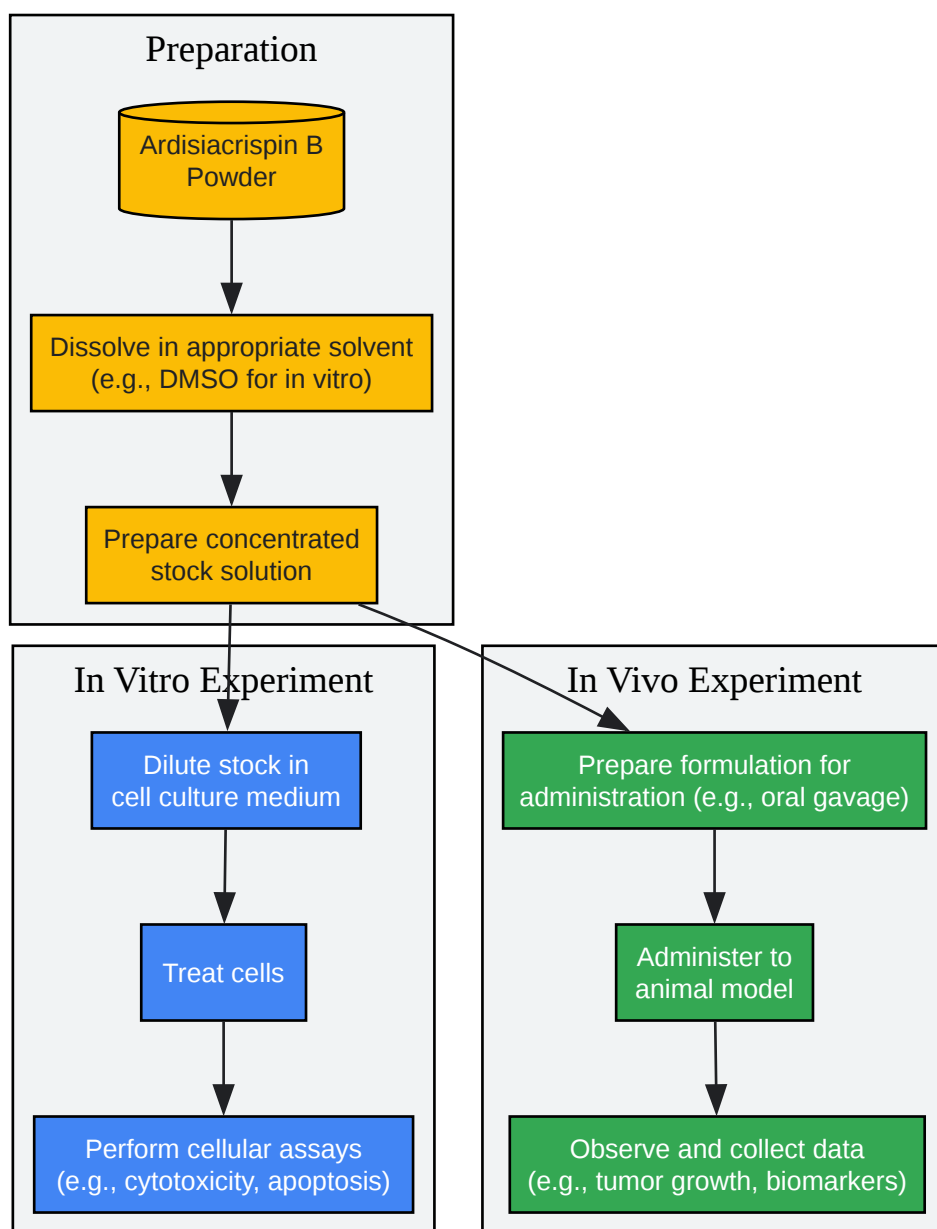 Preparation
Ardisiacrispin B
Powder
Dissolve in appropriate solvent
(e.g., DMSO for in vitro)
Prepare concentrated
stock solution
In Vitro Experiment
Dilute stock in
cell culture medium
Treat cells
Perform cellular assays
(e.g., cytotoxicity, apoptosis)
In Vivo Experiment
Prepare formulation for
administration (e.g., oral gavage)
Administer to
animal model
Observe and collect data
(e.g., tumor growth, biomarkers)